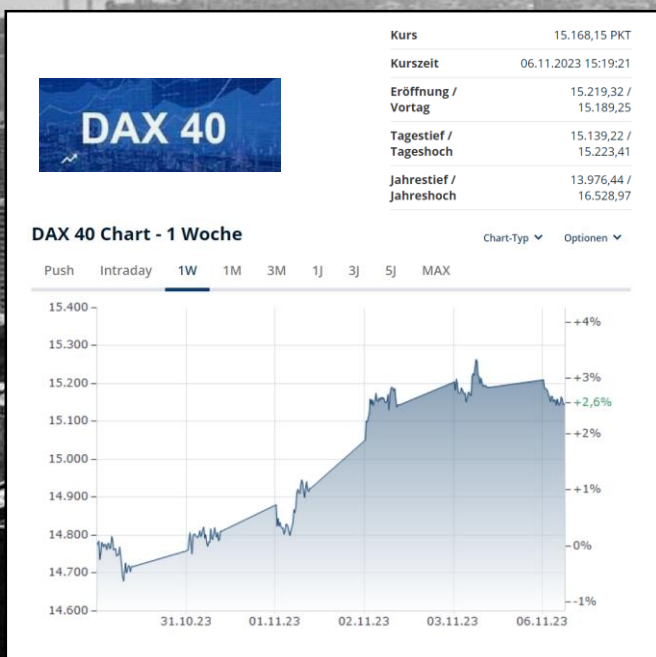 Kurs 15.168,15 PKT
Kurszeit 06.11.2023 15:19:21
Eröffnung / 15.219,32 /
Vortag 15.189,25
Tagestief / 15.139,22 /
Tageshoch 15.223,41
Jahrestief / 13.976,44 /
Jahreshoch 16.528,97
DAX 40
DAX 40 Chart - 1 Woche
Chart-Typ Optionen
Push Intraday 1W 1M 3M 1J 3J 5J MAX
15.400
15.300
15.200
15.100
15.000
14.900
14.800
14.700
14.600
+4%
+3%
+2,6%
+2%
+1%
0%
-1%
31.10.23 01.11.23 02.11.23 03.11.23 06.11.23